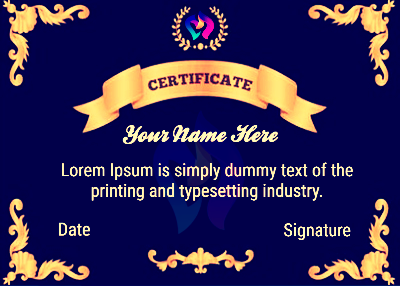 CERTIFICATE
Your Name Here
Lorem Ipsum is simply dummy text of the
printing and typesetting industry.
Date
Signature